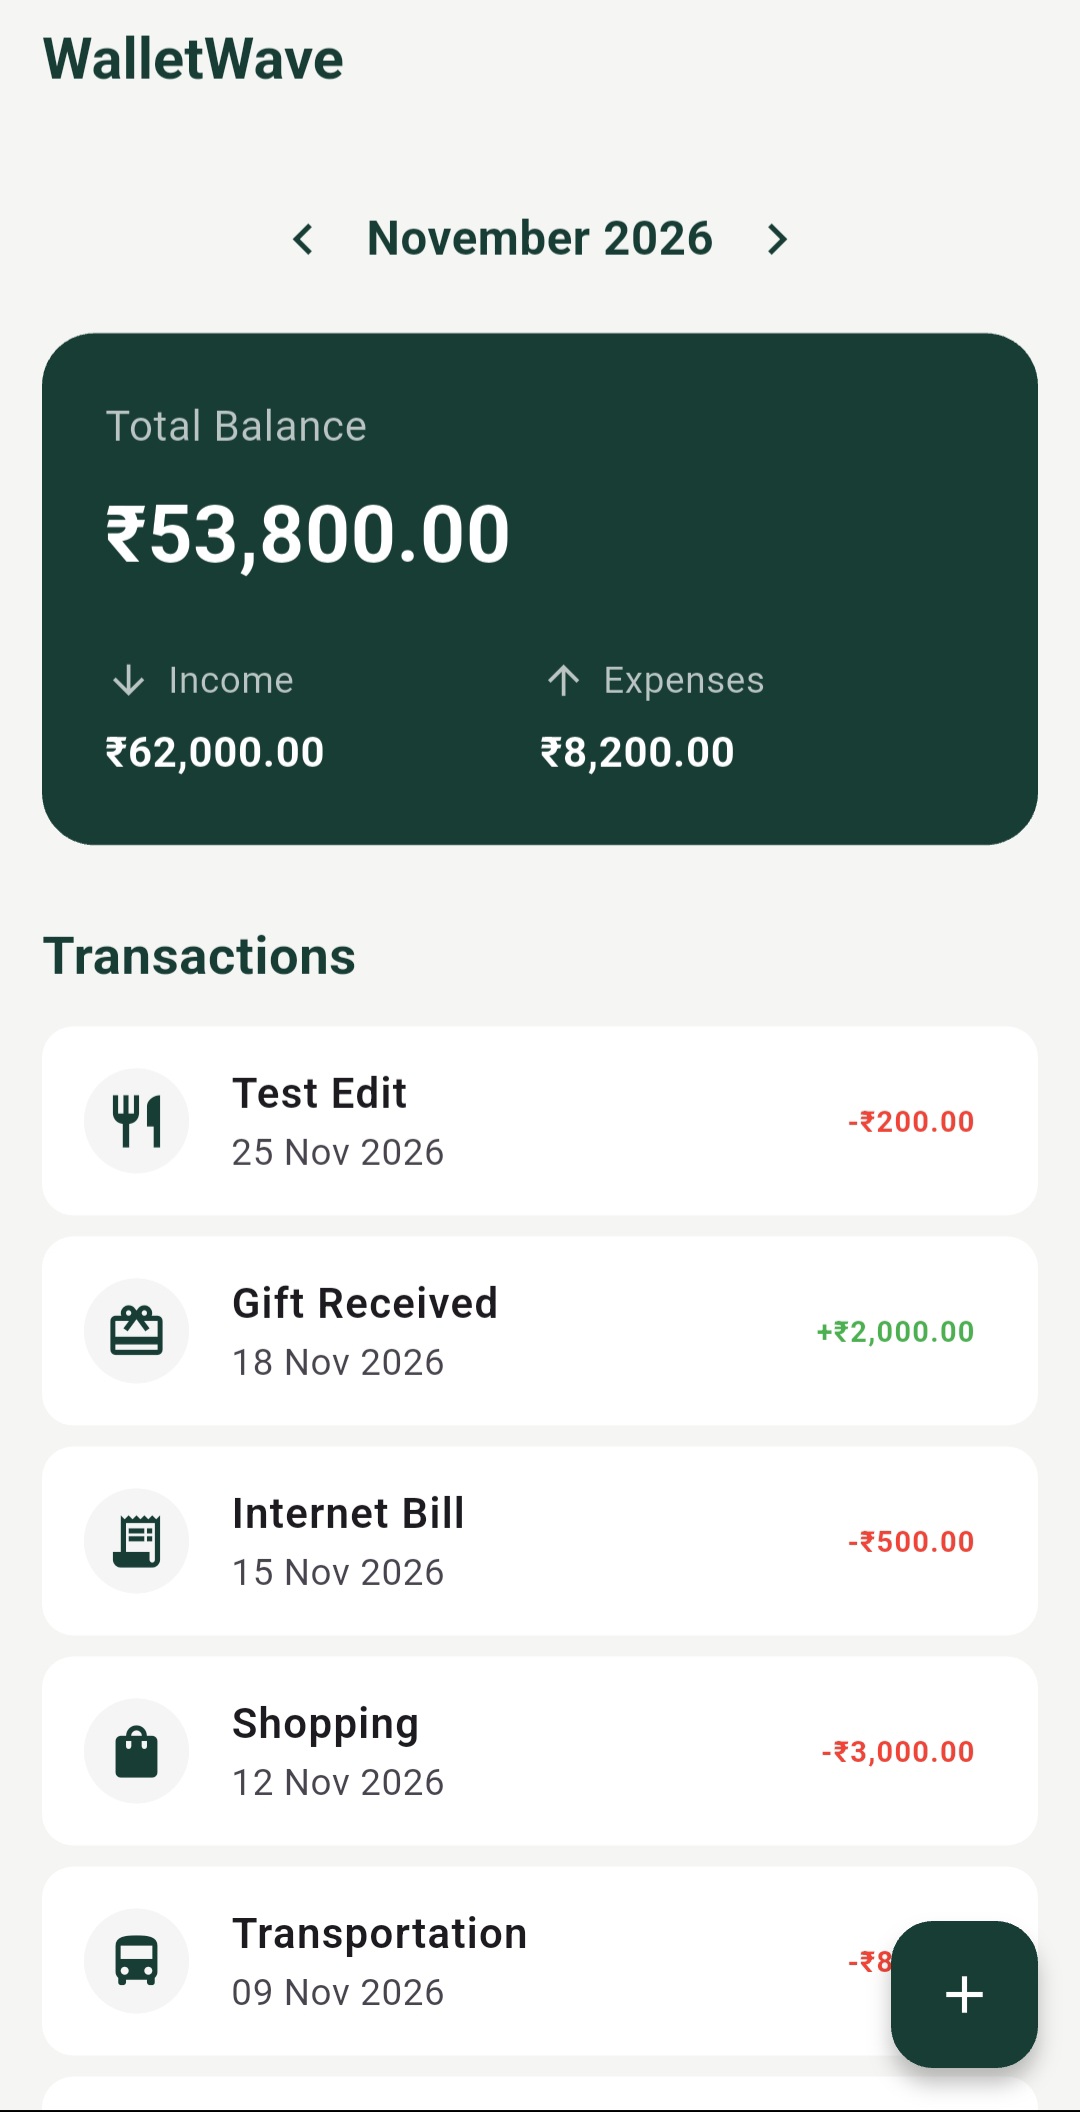 WalletWave
November 2026
Total Balance
₹53,800.00
Income Expenses
₹62,000.00 ₹8,200.00
Transactions
Test Edit
25 Nov 2026
-₹200.00
Gift Received
18 Nov 2026
+₹2,000.00
Internet Bill
15 Nov 2026
-₹500.00
Shopping
12 Nov 2026
-₹3,000.00
Transportation
09 Nov 2026